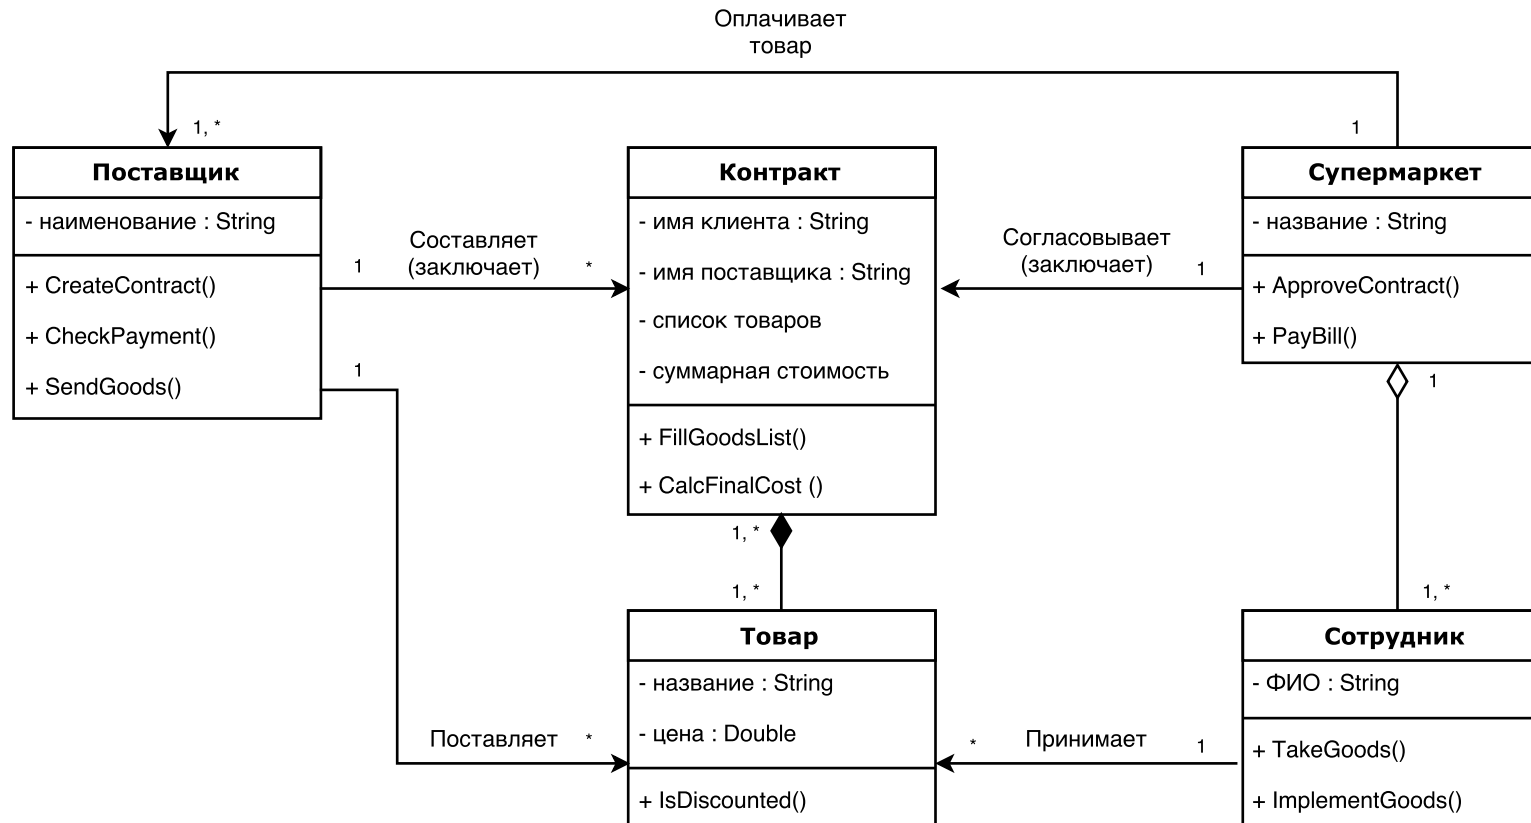 Оплачивает
товар
1, *
1
Поставщик
- наименование : String
+ CreateContract()
+ CheckPayment()
+ SendGoods()
Составляет
(заключает)
1
*
Контракт
- имя клиента : String
- имя поставщика : String
- список товаров
- суммарная стоимость
+ FillGoodsList()
+ CalcFinalCost ()
Согласовывает
(заключает)
1
Супермаркет
- название : String
+ ApproveContract()
+ PayBill()
1
1
1, *
1, *
1, *
Поставляет
*
Товар
- название : String
- цена : Double
+ IsDiscounted()
*
Принимает
1
Сотрудник
- ФИО : String
+ TakeGoods()
+ ImplementGoods()